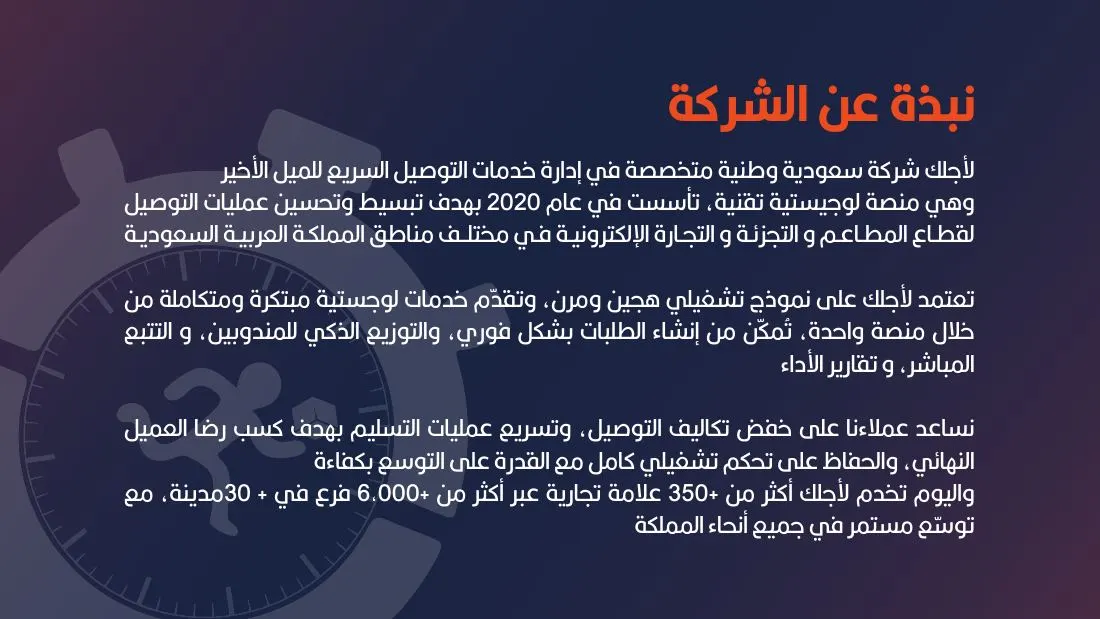 نبذة عن الشركة
لأجلك شركة سعودية وطنية متخصصة في إدارة خدمات التوصيل السريع للميل الأخير
وهي منصة لوجيستية تقنية، تأسست في عام 2020 بهدف تبسيط وتحسين عمليات التوصيل
لقطاع المطاعم و التجزئة و التجارة الإلكترونية في مختلف مناطق المملكة العربية السعودية
تعتمد لأجلك على نموذج تشغيلي هجين ومرن، وتقدّم خدمات لوجستية مبتكرة ومتكاملة من
خلال منصة واحدة، تُمكّن من إنشاء الطلبات بشكل فوري، والتوزيع الذكي للمندوبين، و التتبع
المباشر، و تقارير الأداء
نساعد عملاءنا على خفض تكاليف التوصيل، وتسريع عمليات التسليم بهدف كسب رضا العميل
النهائي، والحفاظ على تحكم تشغيلي كامل مع القدرة على التوسع بكفاءة
واليوم تخدم لأجلك أكثر من +350 علامة تجارية عبر أكثر من +6,000 فرع في + 30مدينة، مع
توسّع مستمر في جميع أنحاء المملكة